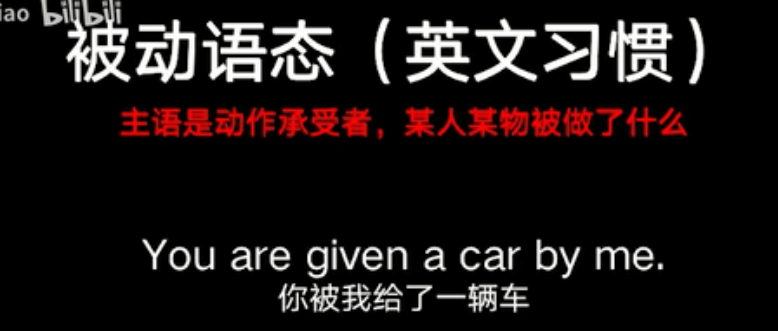 iao bilibili
被动语态（英文习惯）
主语是动作承受者，某人某物被做了什么
You are given a car by me.
你被我给了一辆车